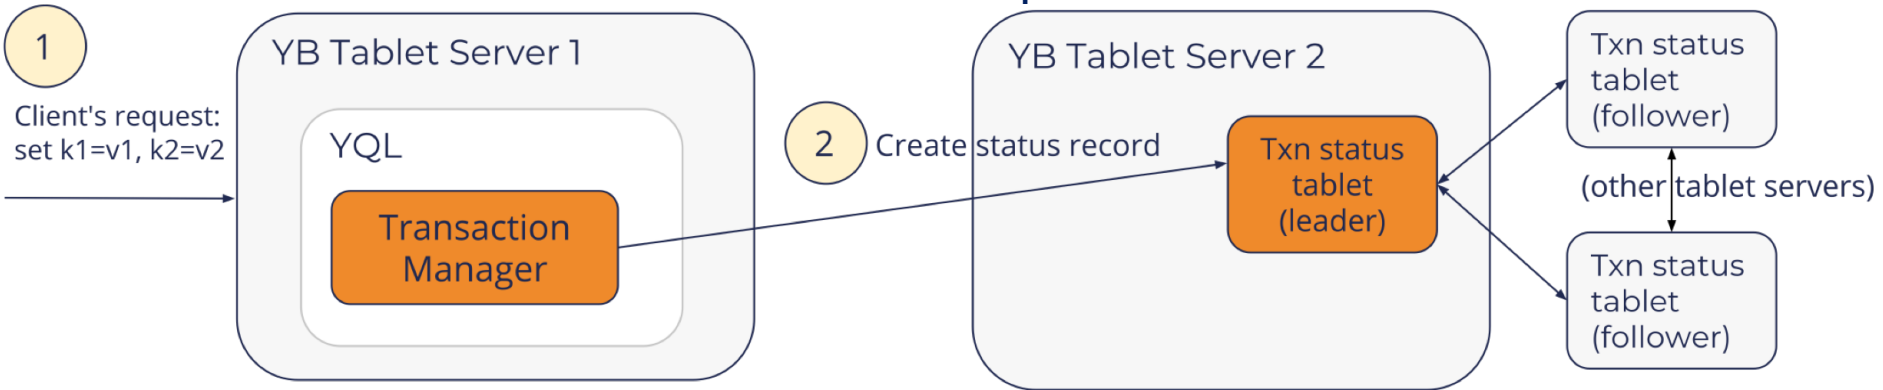 1
Client's request:
set k1=v1, k2=v2
YB Tablet Server 1
YQL
Transaction
Manager
2
Create status record
YB Tablet Server 2
Txn status
tablet
(leader)
Txn status
tablet
(follower)
(other tablet servers)
Txn status
tablet
(follower)